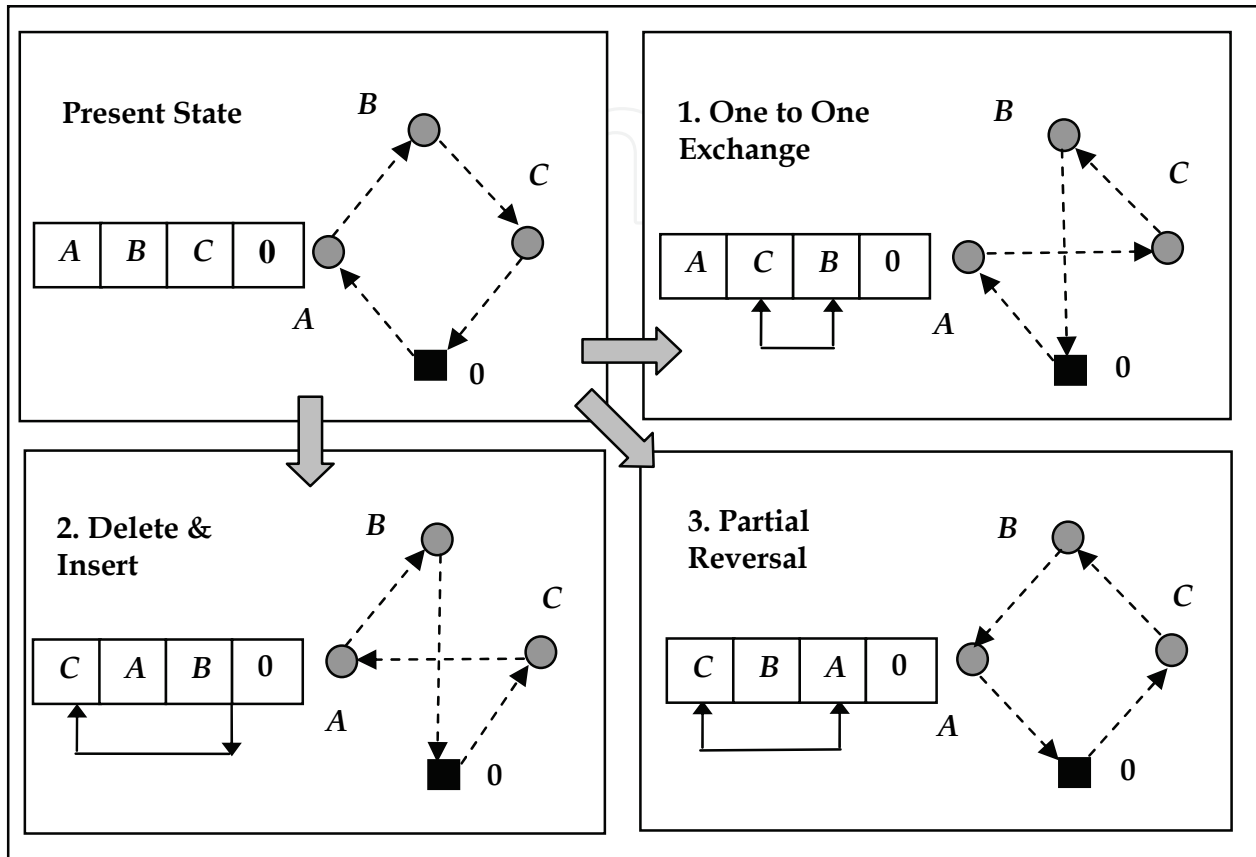 Present State
B
C
A B C 0
A
0
1. One to One
Exchange
B
C
A C B 0
A
0
2. Delete &
Insert
B
C
C A B 0
A
0
3. Partial
Reversal
B
C
C B A 0
A
0